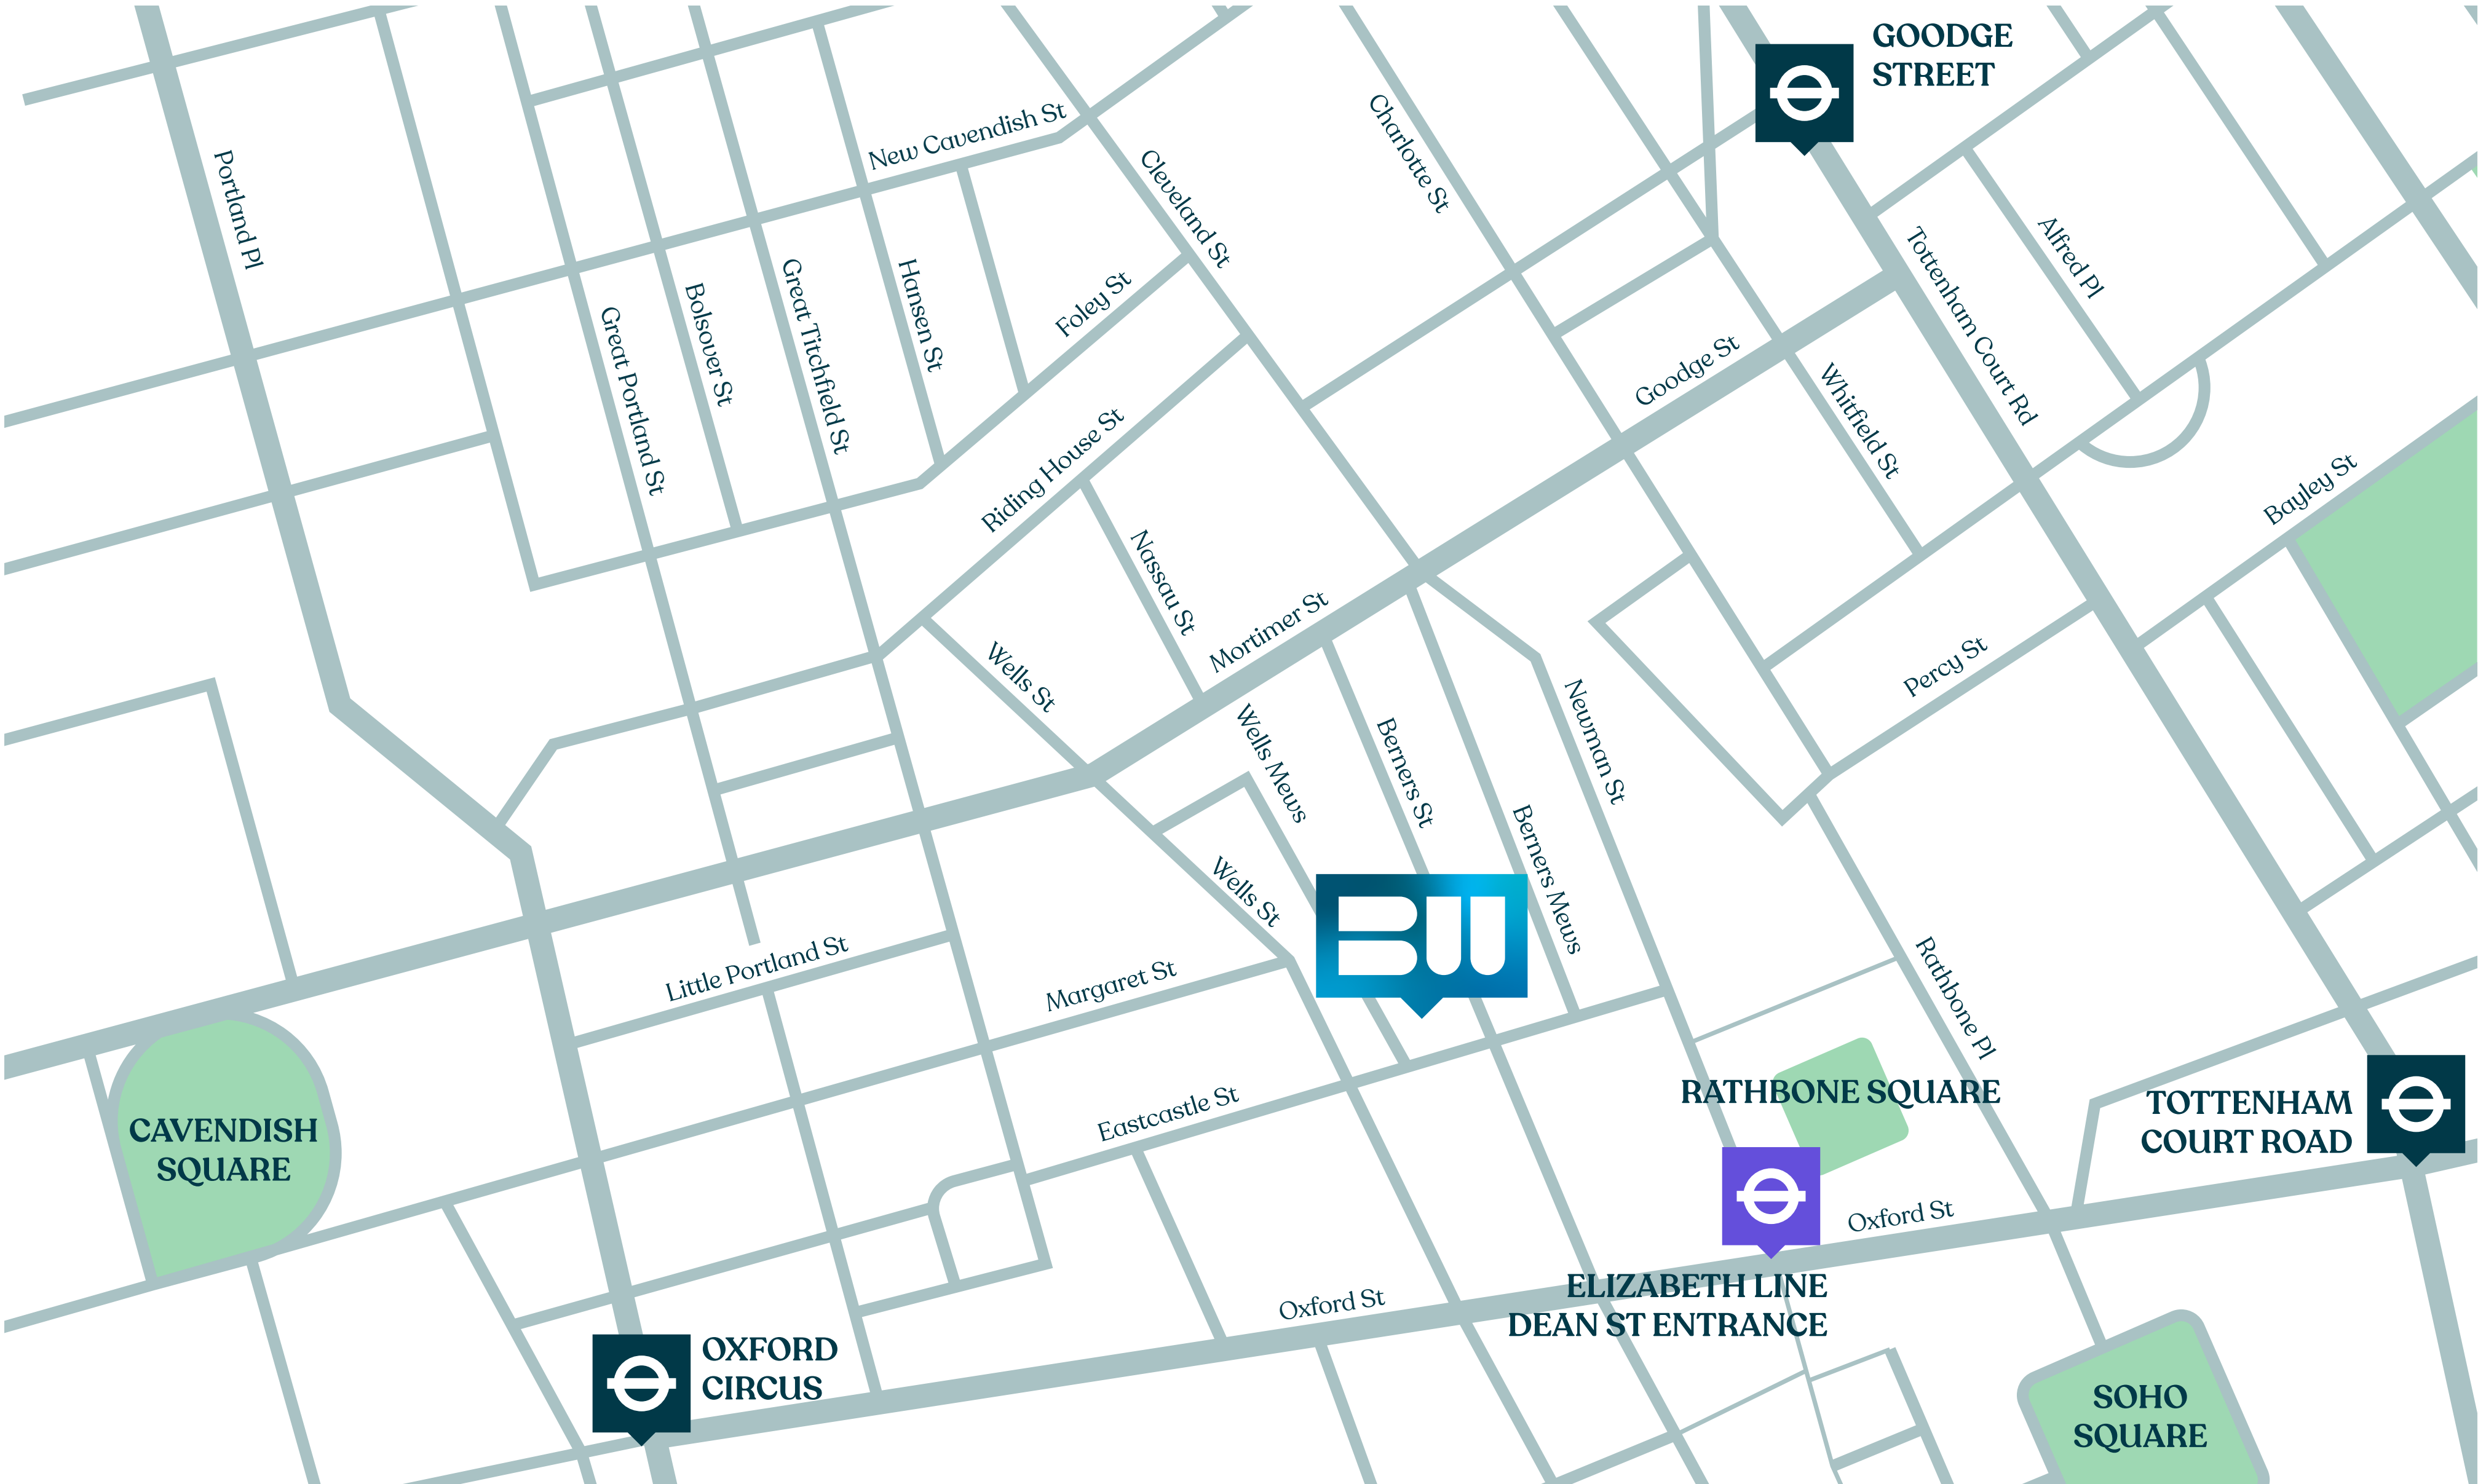 GOODGE
STREET
New Cavendish St
Charlotte St
Portland Pl
Cleveland St
Alfred Pl
Tottenham Court Rd
Hansen St
Great Titchfield St
Bolsover St
Great Portland St
Foley St
Goodge St
Whitfield St
Riding House St
Bayley St
Nassau St
Mortimer St
Wells St
Percy St
Newman St
Wells Mews
Berners St
Berners Mews
Wells St
BW
Little Portland St
Margaret St
Rathbone Pl
Eastcastle St
RATHBONE SQUARE
TOTTENHAM
COURT ROAD
CAVENDISH
SQUARE
Oxford St
ELIZABETH LINE
DEAN ST ENTRANCE
Oxford St
OXFORD
CIRCUS
SOHO
SQUARE